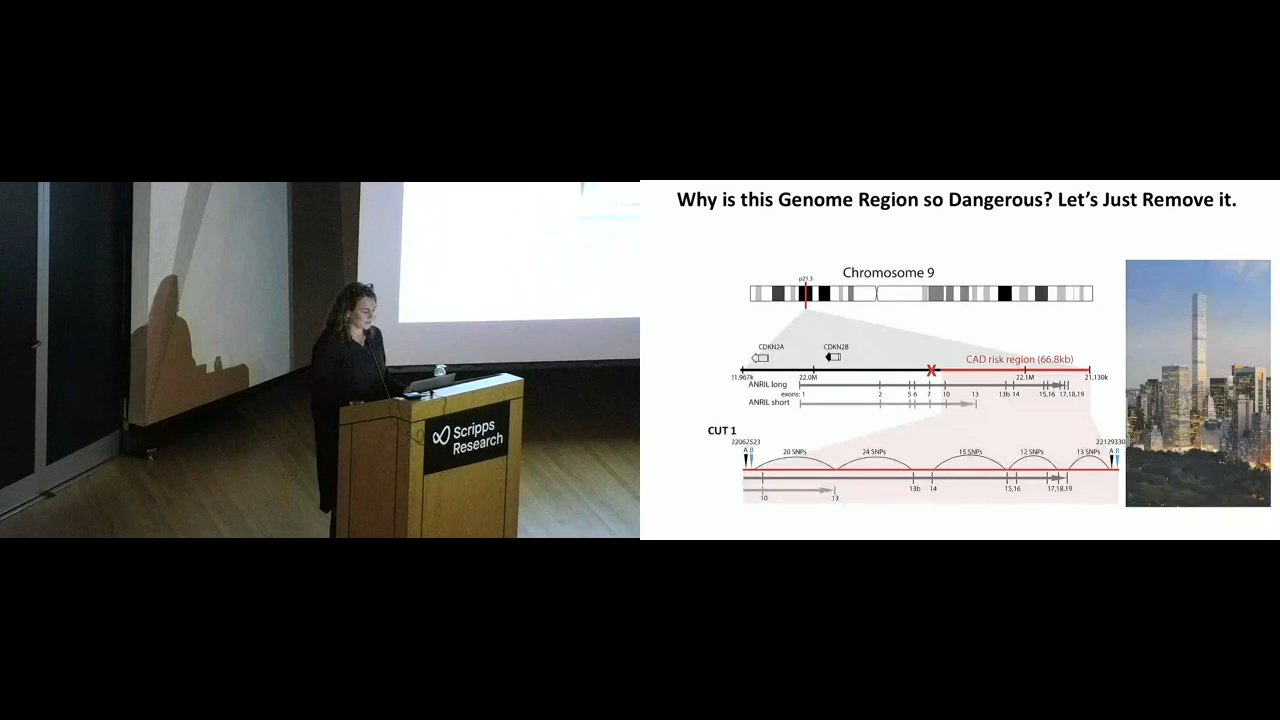 Scripps
Research
Why is this Genome Region so Dangerous? Let's Just Remove it.
Chromosome 9
p21.3
CDKN2A
CDKN2B
X
CAD risk region (66.8kb)
21,967k
22,0M
22,1M
21,130k
ANRIL long
exons: 1
2
5 6
7
10
13
13b 14
15,16
17,18,19
ANRIL short
CUT 1
22062523
22129330
A B
A B
20 SNPs
24 SNPs
15 SNPs
12 SNPs
13 SNPs
10
13
13b
14
15,16
17,18,19